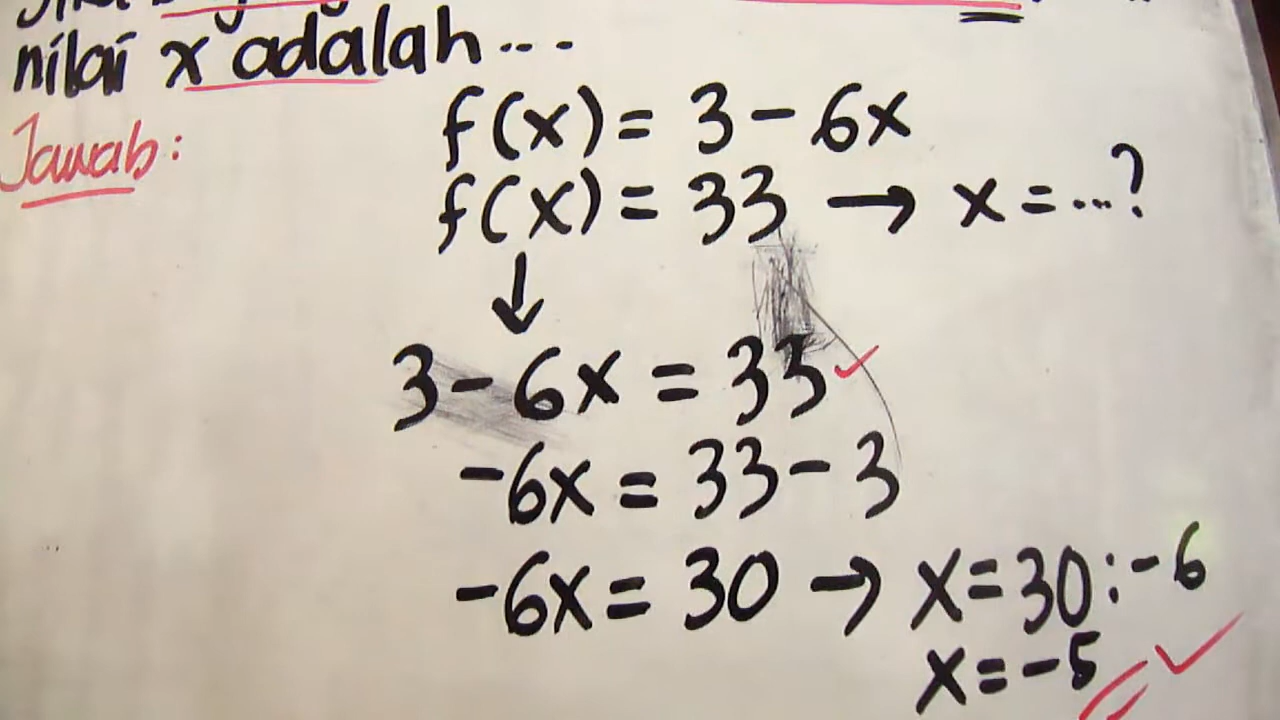 nilai x adalah ...
Jawab:
f(x) = 3 - 6x
f(x) = 33 → x = ...?
↓
3 - 6x = 33 ✓
-6x = 33 - 3
-6x = 30 → x = 30 : -6
x = -5 ✓